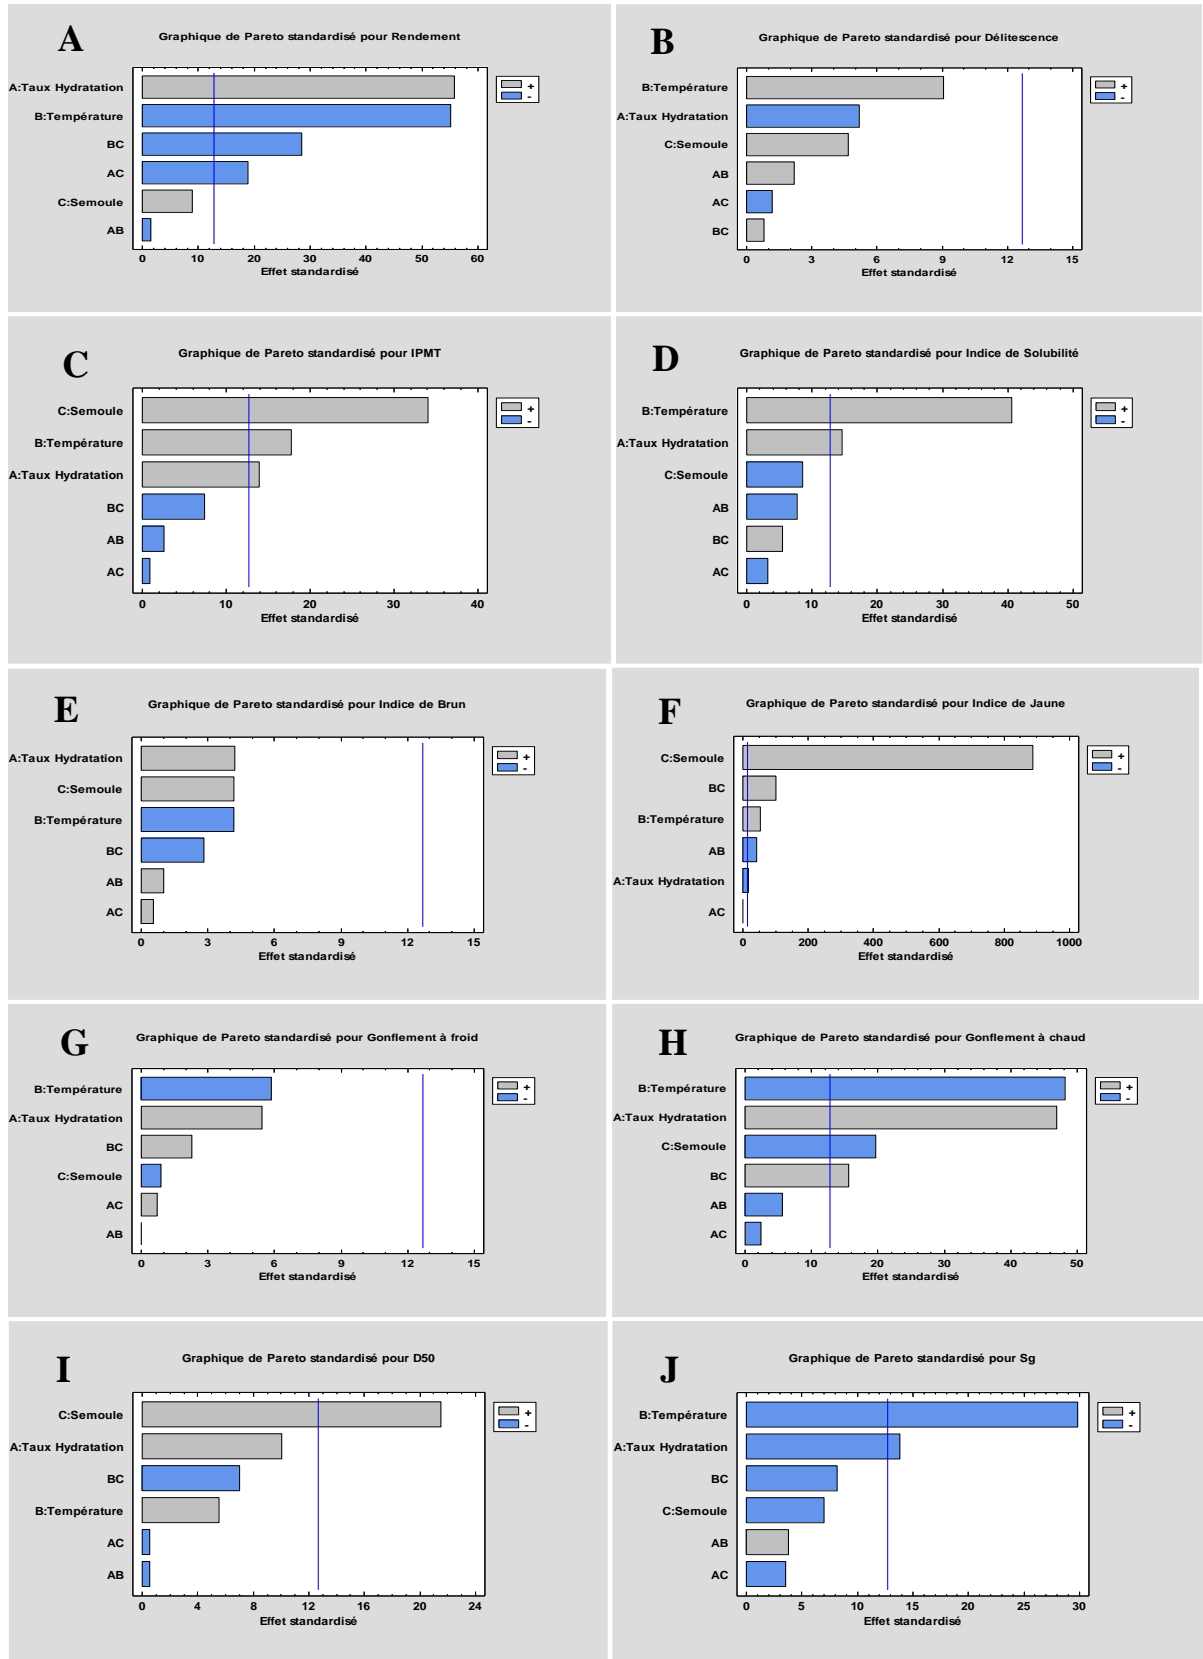 A
Graphique de Pareto standardisé pour Rendement
+
-
A:Taux Hydratation
B:Température
BC
AC
C:Semoule
AB
0 10 20 30 40 50 60
Effet standardisé
B
Graphique de Pareto standardisé pour Délitescence
+
-
B:Température
A:Taux Hydratation
C:Semoule
AB
AC
BC
0 3 6 9 12 15
Effet standardisé
C
Graphique de Pareto standardisé pour IPMT
+
-
C:Semoule
B:Température
A:Taux Hydratation
BC
AB
AC
0 10 20 30 40
Effet standardisé
D
Graphique de Pareto standardisé pour Indice de Solubilité
+
-
B:Température
A:Taux Hydratation
C:Semoule
AB
BC
AC
0 10 20 30 40 50
Effet standardisé
E
Graphique de Pareto standardisé pour Indice de Brun
+
-
A:Taux Hydratation
C:Semoule
B:Température
BC
AB
AC
0 3 6 9 12 15
Effet standardisé
F
Graphique de Pareto standardisé pour Indice de Jaune
+
-
C:Semoule
BC
B:Température
AB
A:Taux Hydratation
AC
0 200 400 600 800 1000
Effet standardisé
G
Graphique de Pareto standardisé pour Gonflement à froid
+
-
B:Température
A:Taux Hydratation
BC
C:Semoule
AC
AB
0 3 6 9 12 15
Effet standardisé
H
Graphique de Pareto standardisé pour Gonflement à chaud
+
-
B:Température
A:Taux Hydratation
C:Semoule
BC
AB
AC
0 10 20 30 40 50
Effet standardisé
I
Graphique de Pareto standardisé pour D50
+
-
C:Semoule
A:Taux Hydratation
BC
B:Température
AC
AB
0 4 8 12 16 20 24
Effet standardisé
J
Graphique de Pareto standardisé pour Sg
+
-
B:Température
A:Taux Hydratation
BC
C:Semoule
AB
AC
0 5 10 15 20 25 30
Effet standardisé